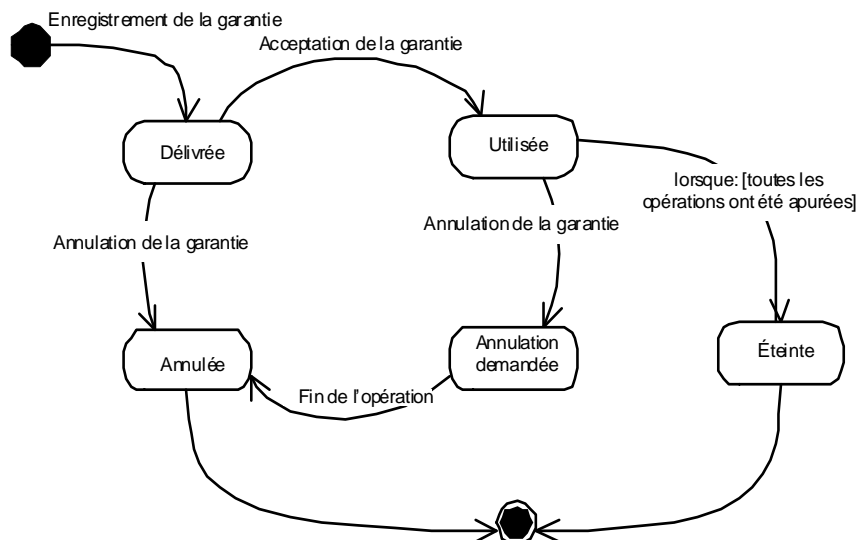 Enregistrement de la garantie
Acceptation de la garantie
Délivrée
Utilisée
lorsque: [toutes les
opérations ont été apurées]
Annulation de la garantie
Annulation de la garantie
Annulée
Annulation
demandée
Éteinte
Fin de l'opération